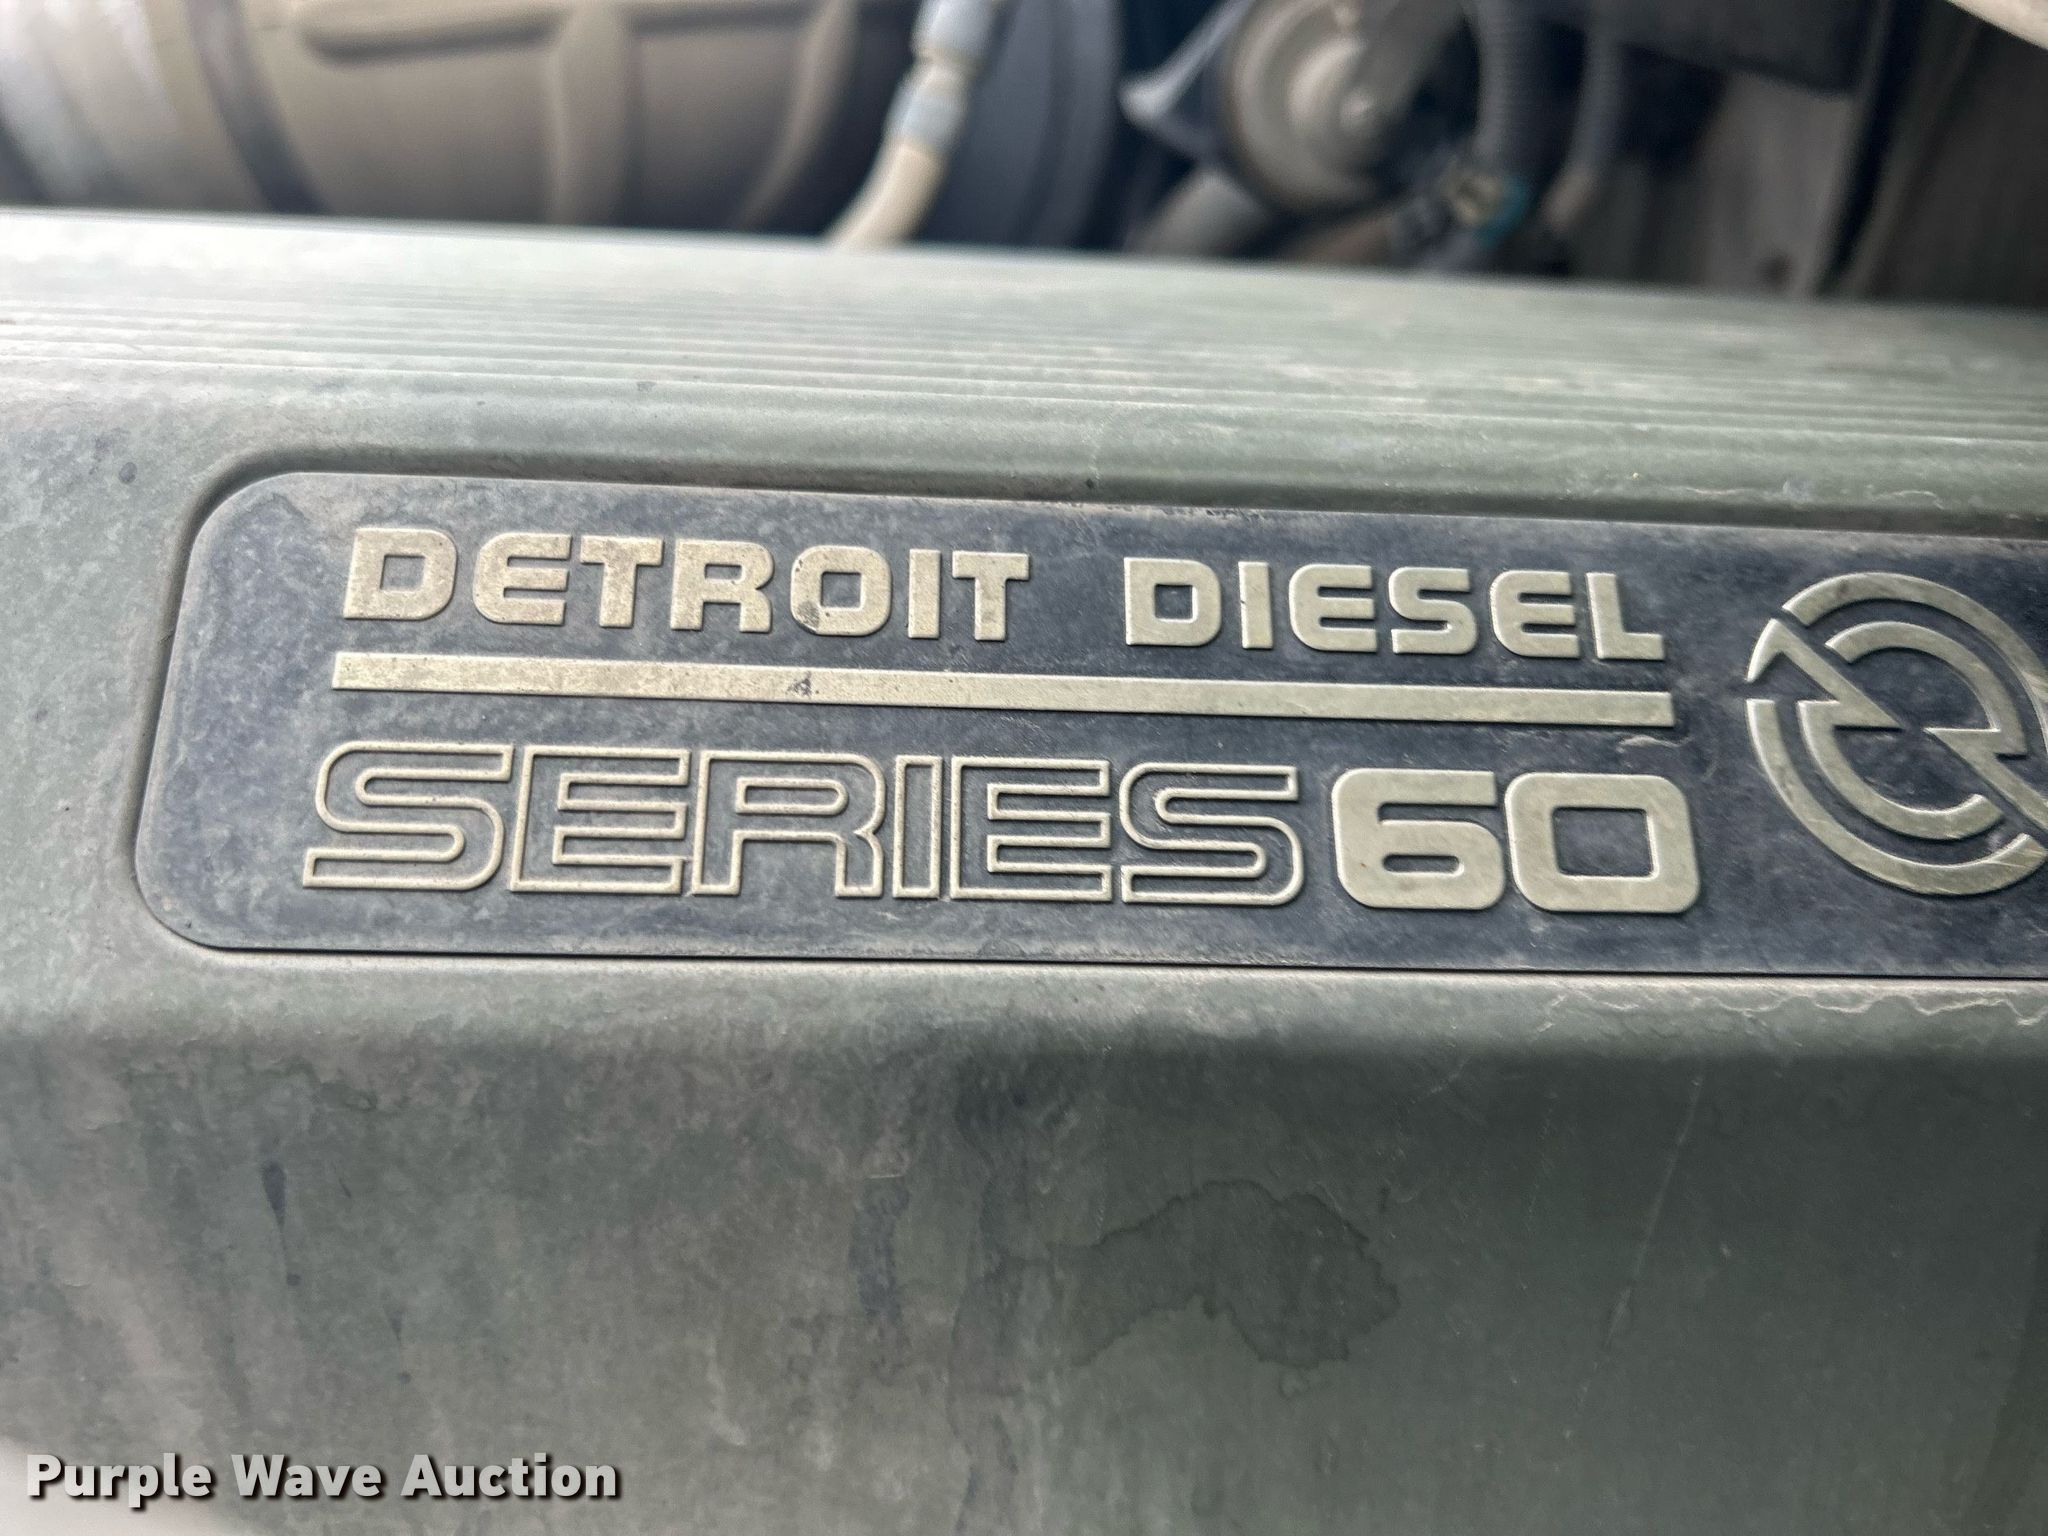 DETROIT DIESEL
SERIES 60
Purple Wave Auction